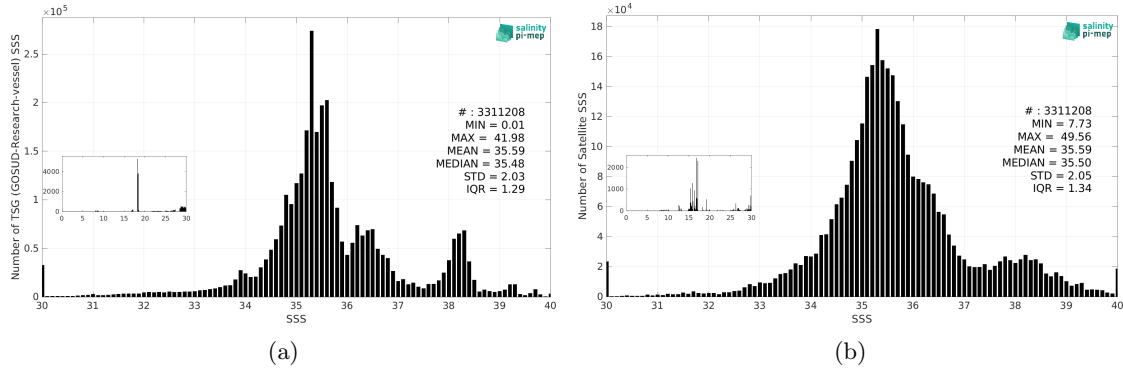 ×10⁵
salinity
pi-mep
2.5
2
1.5
1
0.5
0
Number of TSG (GOSUD-Research-vessel) SSS
# : 3311208
MIN = 0.01
MAX = 41.98
MEAN = 35.59
MEDIAN = 35.48
STD = 2.03
IQR = 1.29
4000
2000
0
0 5 10 15 20 25 30
30 31 32 33 34 35 36 37 38 39 40
SSS
(a)
×10⁴
salinity
pi-mep
18
16
14
12
10
8
6
4
2
0
Number of Satellite SSS
# : 3311208
MIN = 7.73
MAX = 49.56
MEAN = 35.59
MEDIAN = 35.50
STD = 2.05
IQR = 1.34
2000
1000
0
0 5 10 15 20 25 30
30 31 32 33 34 35 36 37 38 39 40
SSS
(b)